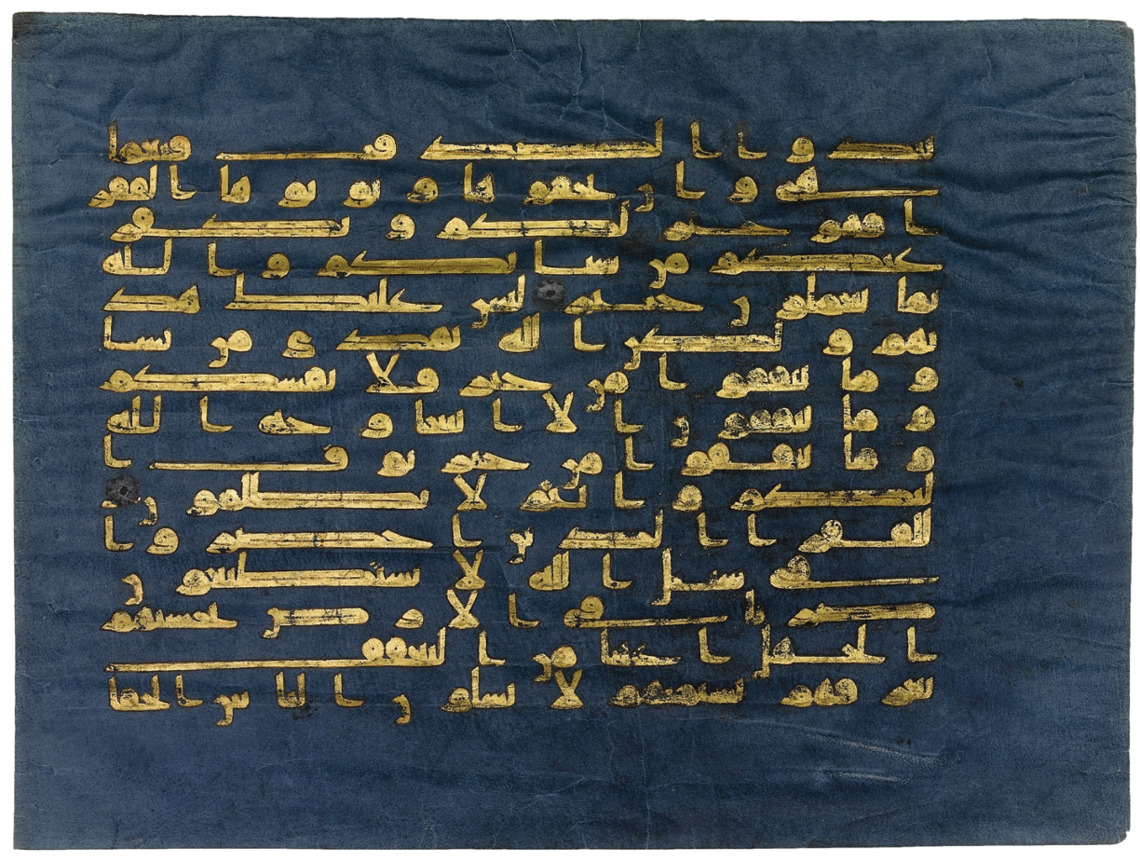 تبدوا الصدقت فنعما
هي وان تخفوها وتوتوها الفقر
ا فهو خير لكم ويكفر
عنكم من سياتكم والله
بما تعملون خبير ليس عليك هد
يهم ولكن الله يهدي من يشا
وما تنفقوا من خير فلانفسكم
وما تنفقون الا ابتغا وجه الله
وما تنفقوا من خير يوف ا
ليكم وانتم لا تظلمون
للفقرا الذين احصروا
في سبيل الله لا يستطيعون
ضربا في الارض يحسبهم
الجاهل اغنيا من التعفف
تعرفهم بسيمهم لا يسلون الناس الحافا